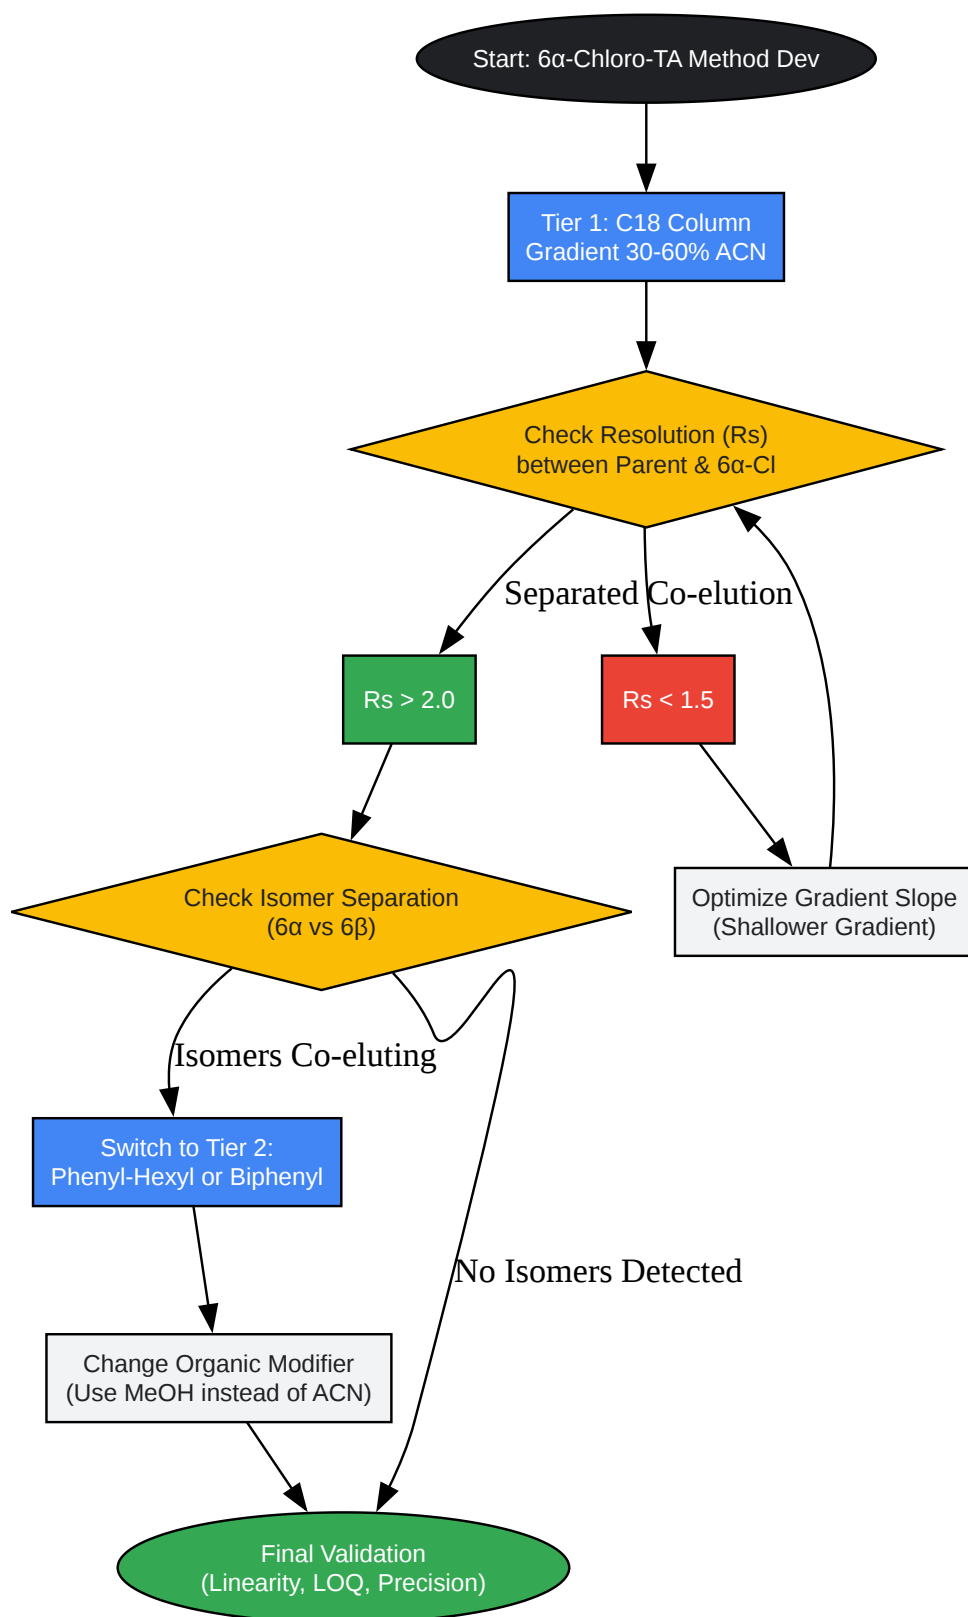 Start: 6α-Chloro-TA Method Dev
Tier 1: C18 Column
Gradient 30-60% ACN
Check Resolution (Rs)
between Parent & 6α-Cl
Separated
Co-elution
Rs > 2.0
Rs < 1.5
Check Isomer Separation
(6α vs 6β)
Optimize Gradient Slope
(Shallower Gradient)
Isomers Co-eluting
Switch to Tier 2:
Phenyl-Hexyl or Biphenyl
No Isomers Detected
Change Organic Modifier
(Use MeOH instead of ACN)
Final Validation
(Linearity, LOQ, Precision)